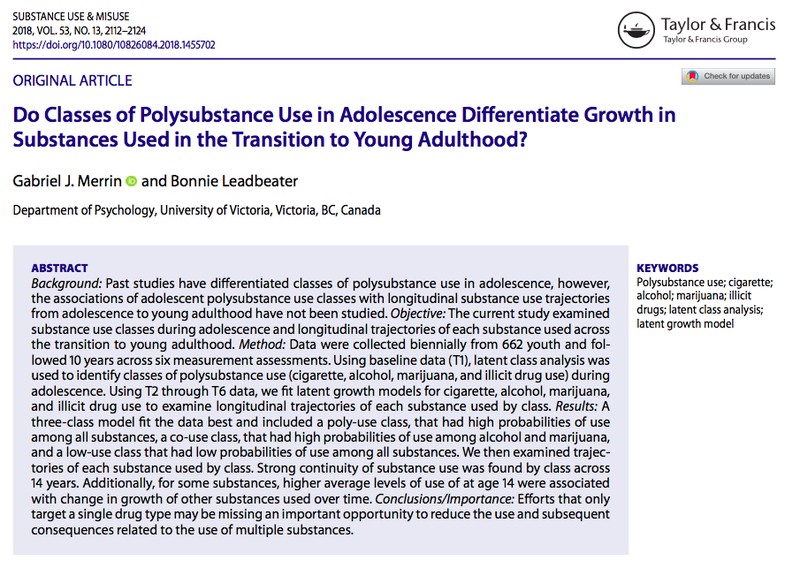 SUBSTANCE USE & MISUSE
2018, VOL. 53, NO. 13, 2112–2124
https://doi.org/10.1080/10826084.2018.1455702
Taylor & Francis
Taylor & Francis Group
ORIGINAL ARTICLE
Check for updates
Do Classes of Polysubstance Use in Adolescence Differentiate Growth in
Substances Used in the Transition to Young Adulthood?
Gabriel J. Merrin iD and Bonnie Leadbeater
Department of Psychology, University of Victoria, Victoria, BC, Canada
ABSTRACT
Background: Past studies have differentiated classes of polysubstance use in adolescence, however,
the associations of adolescent polysubstance use classes with longitudinal substance use trajectories
from adolescence to young adulthood have not been studied. Objective: The current study examined
substance use classes during adolescence and longitudinal trajectories of each substance used across
the transition to young adulthood. Method: Data were collected biennially from 662 youth and fol-
lowed 10 years across six measurement assessments. Using baseline data (T1), latent class analysis was
used to identify classes of polysubstance use (cigarette, alcohol, marijuana, and illicit drug use) during
adolescence. Using T2 through T6 data, we fit latent growth models for cigarette, alcohol, marijuana,
and illicit drug use to examine longitudinal trajectories of each substance used by class. Results: A
three-class model fit the data best and included a poly-use class, that had high probabilities of use
among all substances, a co-use class, that had high probabilities of use among alcohol and marijuana,
and a low-use class that had low probabilities of use among all substances. We then examined trajec-
tories of each substance used by class. Strong continuity of substance use was found by class across
14 years. Additionally, for some substances, higher average levels of use of at age 14 were associated
with change in growth of other substances used over time. Conclusions/Importance: Efforts that only
target a single drug type may be missing an important opportunity to reduce the use and subsequent
consequences related to the use of multiple substances.
KEYWORDS
Polysubstance use; cigarette;
alcohol; marijuana; illicit
drugs; latent class analysis;
latent growth model